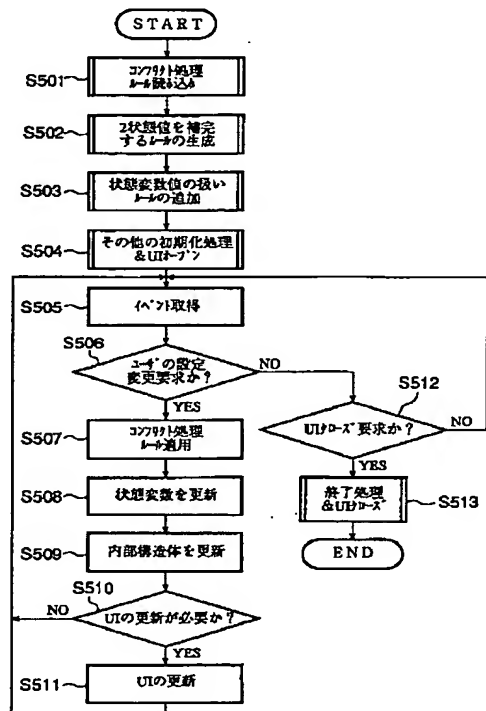 START
S501
コンフリクト処理
ルール読み込み
S502
2状態値を補完
するルールの生成
S503
状態変数値の扱い
ルールの追加
S504
その他の初期化処理
&UIオープン
S505
イベント取得
S506
ユーザの設定
変更要求か?
NO
YES
S512
UIクローズ要求か?
NO
YES
S507
コンフリクト処理
ルール適用
S508
状態変数を更新
S513
終了処理
&UIクローズ
END
S509
内部構造体を更新
S510
UIの更新が必要か?
NO
YES
S511
UIの更新